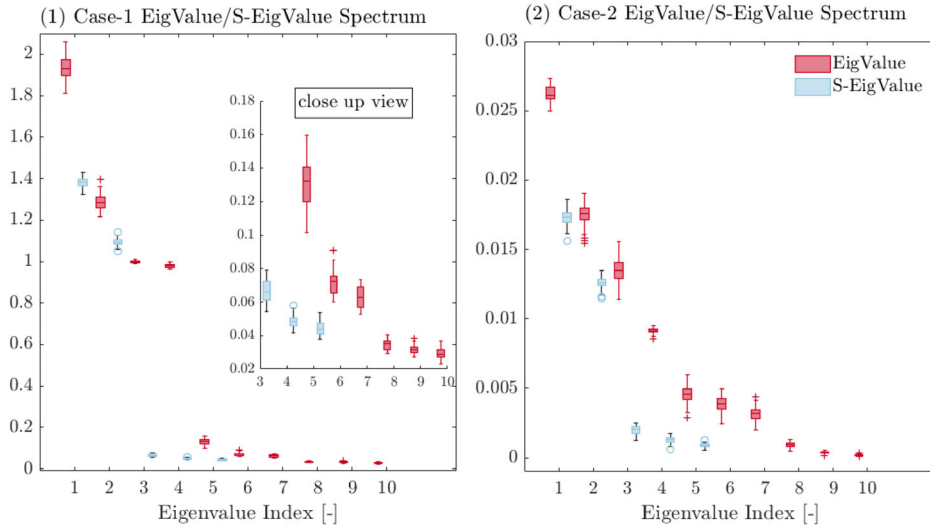 (1) Case-1 EigValue/S-EigValue Spectrum
2
1.8
1.6
1.4
1.2
1
0.8
0.6
0.4
0.2
0
1 2 3 4 5 6 7 8 9 10
Eigenvalue Index [-]
close up view
0.18
0.16
0.14
0.12
0.1
0.08
0.06
0.04
0.02
3 4 5 6 7 8 9 10
(2) Case-2 EigValue/S-EigValue Spectrum
0.03
0.025
0.02
0.015
0.01
0.005
0
1 2 3 4 5 6 7 8 9 10
Eigenvalue Index [-]
EigValue
S-EigValue